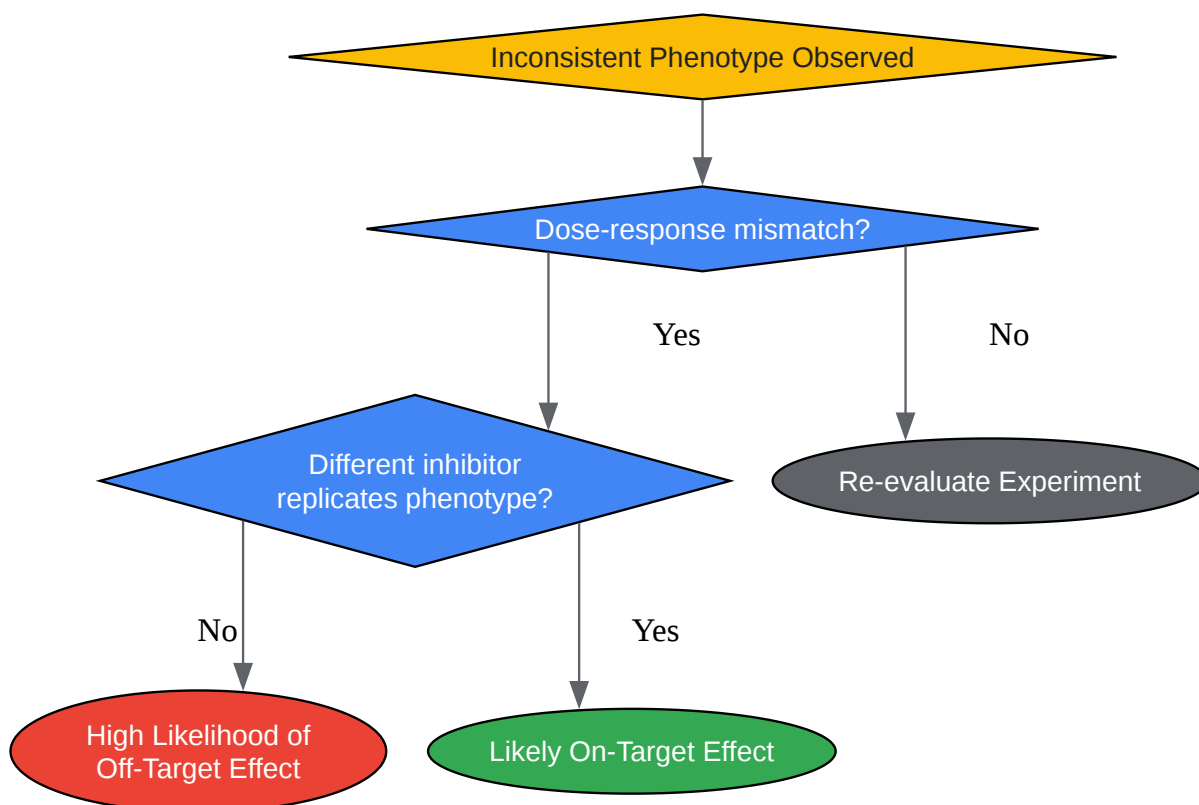 Inconsistent Phenotype Observed
Dose-response mismatch?
Yes
No
Different inhibitor
replicates phenotype?
Re-evaluate Experiment
No
Yes
High Likelihood of
Off-Target Effect
Likely On-Target Effect